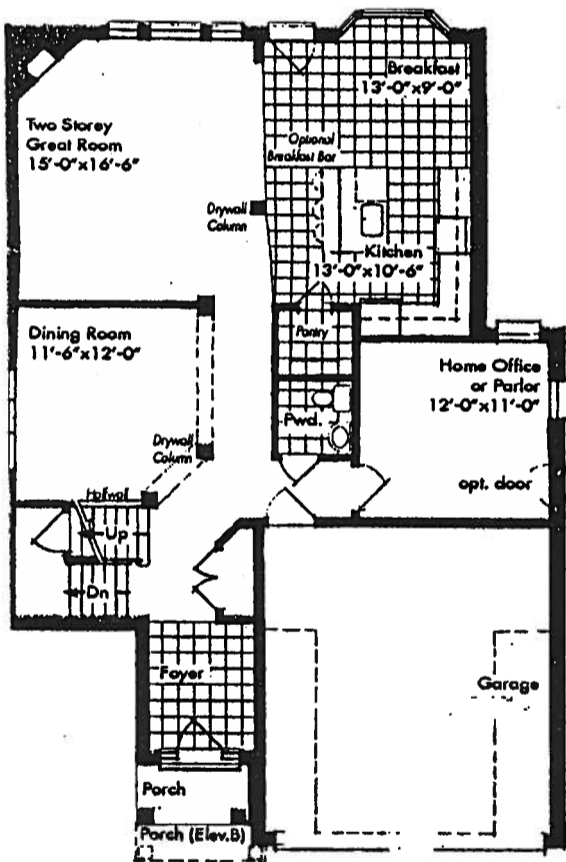 Breakfast
13'-0"x9'-0"
Two Storey
Great Room
15'-0"x16'-6"
Optional
Breakfast Bar
Drywall
Column
Kitchen
13'-0"x10'-6"
Dining Room
11'-6"x12'-0"
Pantry
Home Office
or Parlor
12'-0"x11'-0"
Pwd.
Drywall
Column
opt. door
Halfwall
Up
Dn
Foyer
Garage
Porch
Porch (Elev.B)